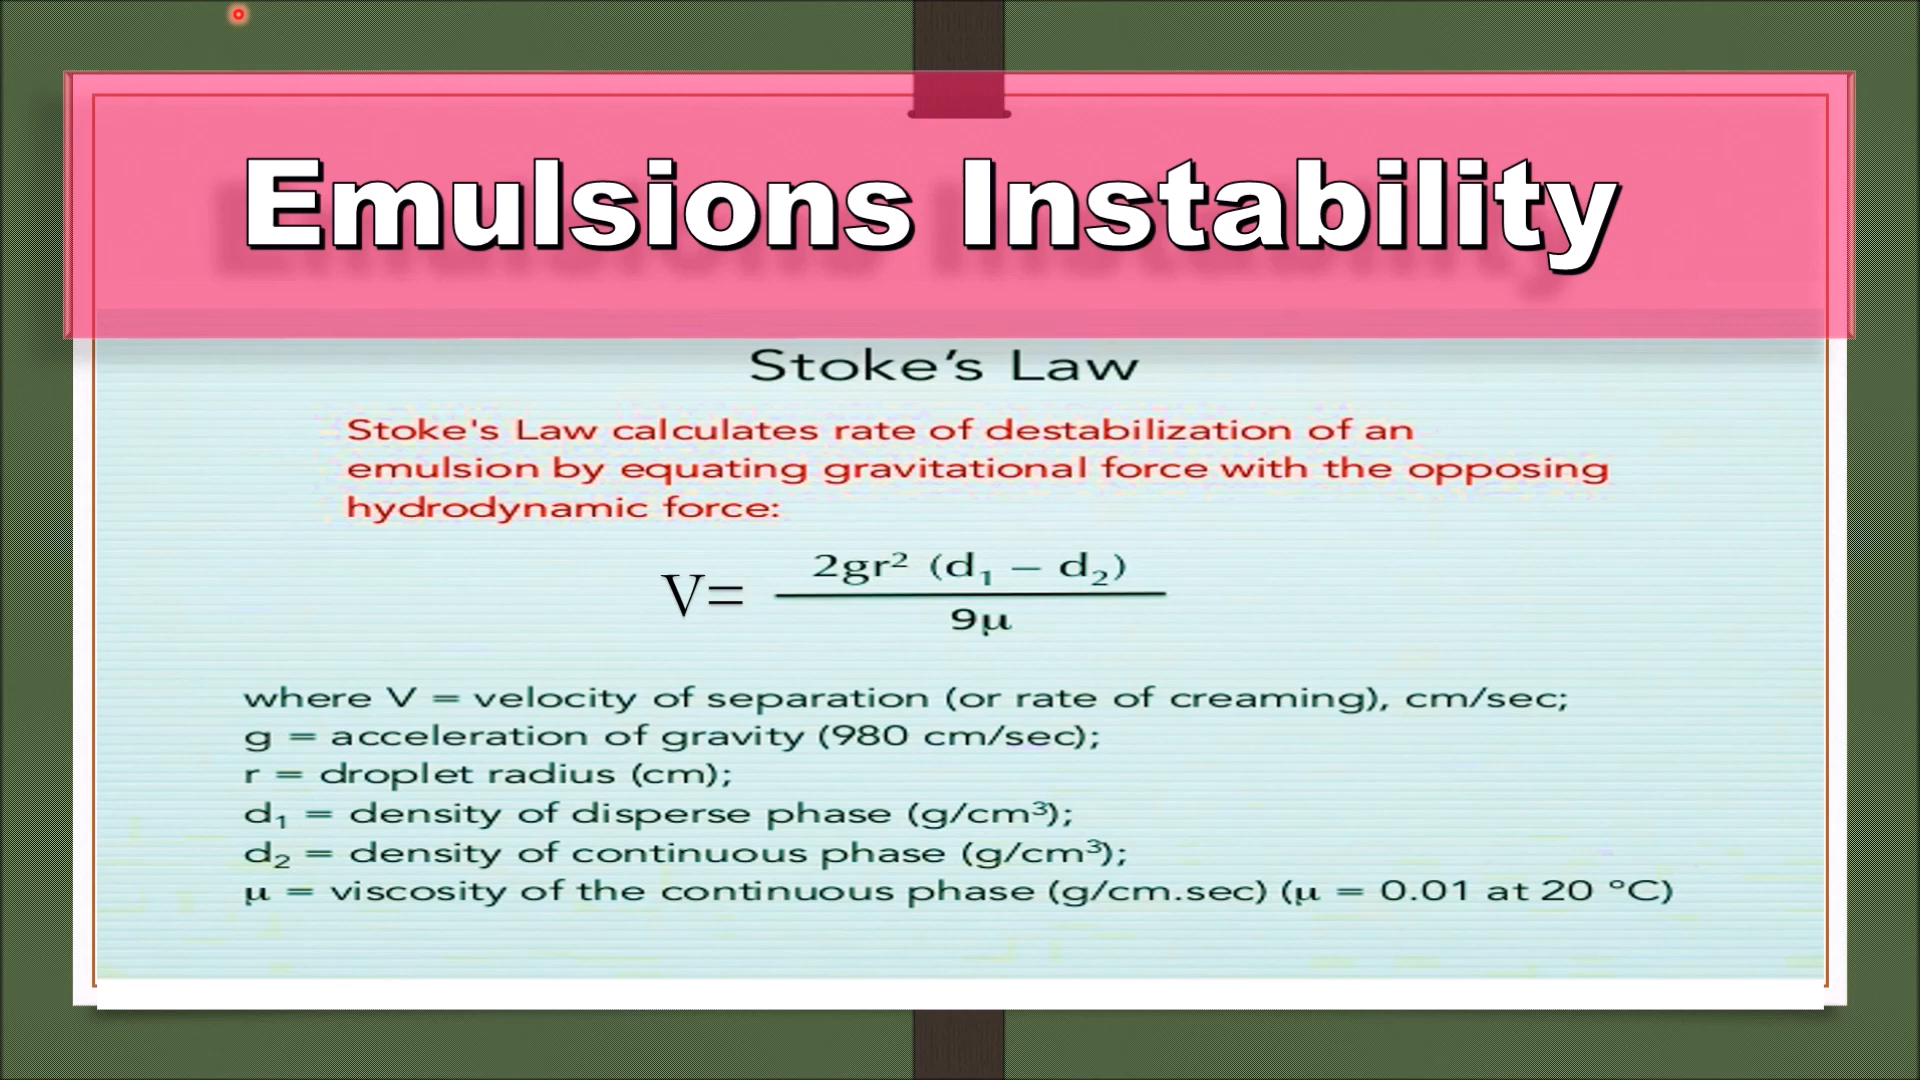 Emulsions Instability
Stoke’s Law
Stoke's Law calculates rate of destabilization of an
emulsion by equating gravitational force with the opposing
hydrodynamic force:
V= 2gr² (d₁ – d₂)
9μ
where V = velocity of separation (or rate of creaming), cm/sec;
g = acceleration of gravity (980 cm/sec);
r = droplet radius (cm);
d₁ = density of disperse phase (g/cm³);
d₂ = density of continuous phase (g/cm³);
μ = viscosity of the continuous phase (g/cm.sec) (μ = 0.01 at 20 °C)